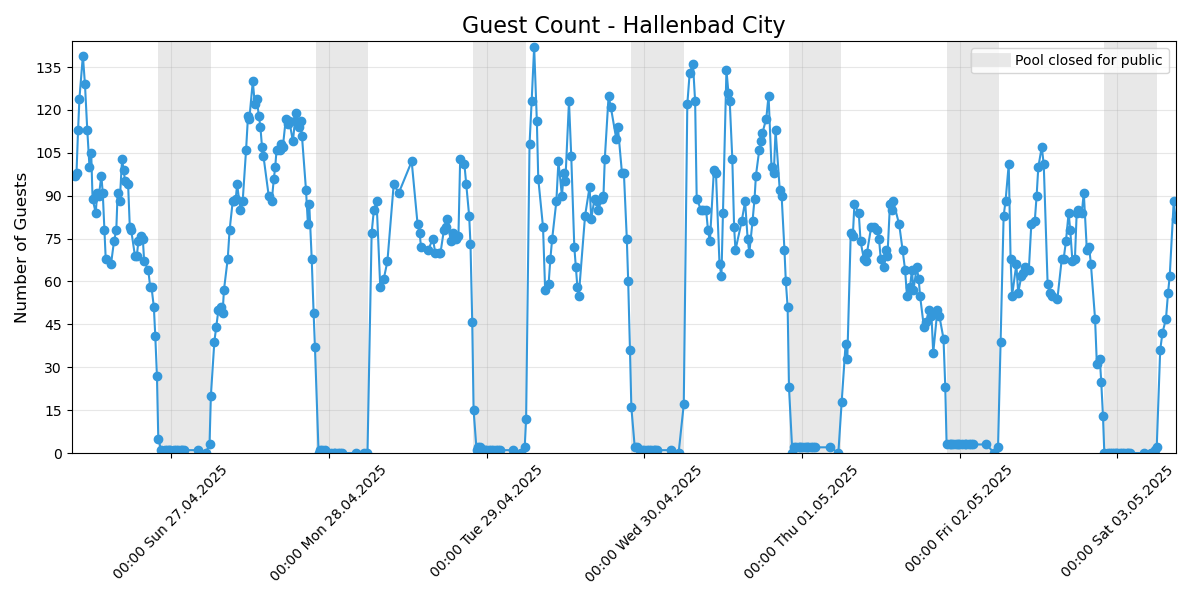 Guest Count - Hallenbad City
Pool closed for public
Number of Guests
135
120
105
90
75
60
45
30
15
0
00:00 Sun 27.04.2025
00:00 Mon 28.04.2025
00:00 Tue 29.04.2025
00:00 Wed 30.04.2025
00:00 Thu 01.05.2025
00:00 Fri 02.05.2025
00:00 Sat 03.05.2025